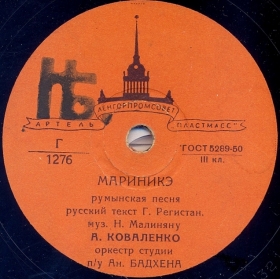 НБ
ЛЕНГОРПРОМСОВЕТ
АРТЕЛЬ
ПЛАСТМАСС"
Г
1276
ГОСТ 5289-50
III кл.
МАРИНИКЭ
румынская песня
русский текст Г. Регистан.
муз. Н. Малиняну
А. КОВАЛЕНКО
оркестр студии
п/у Ан. БАДХЕНА